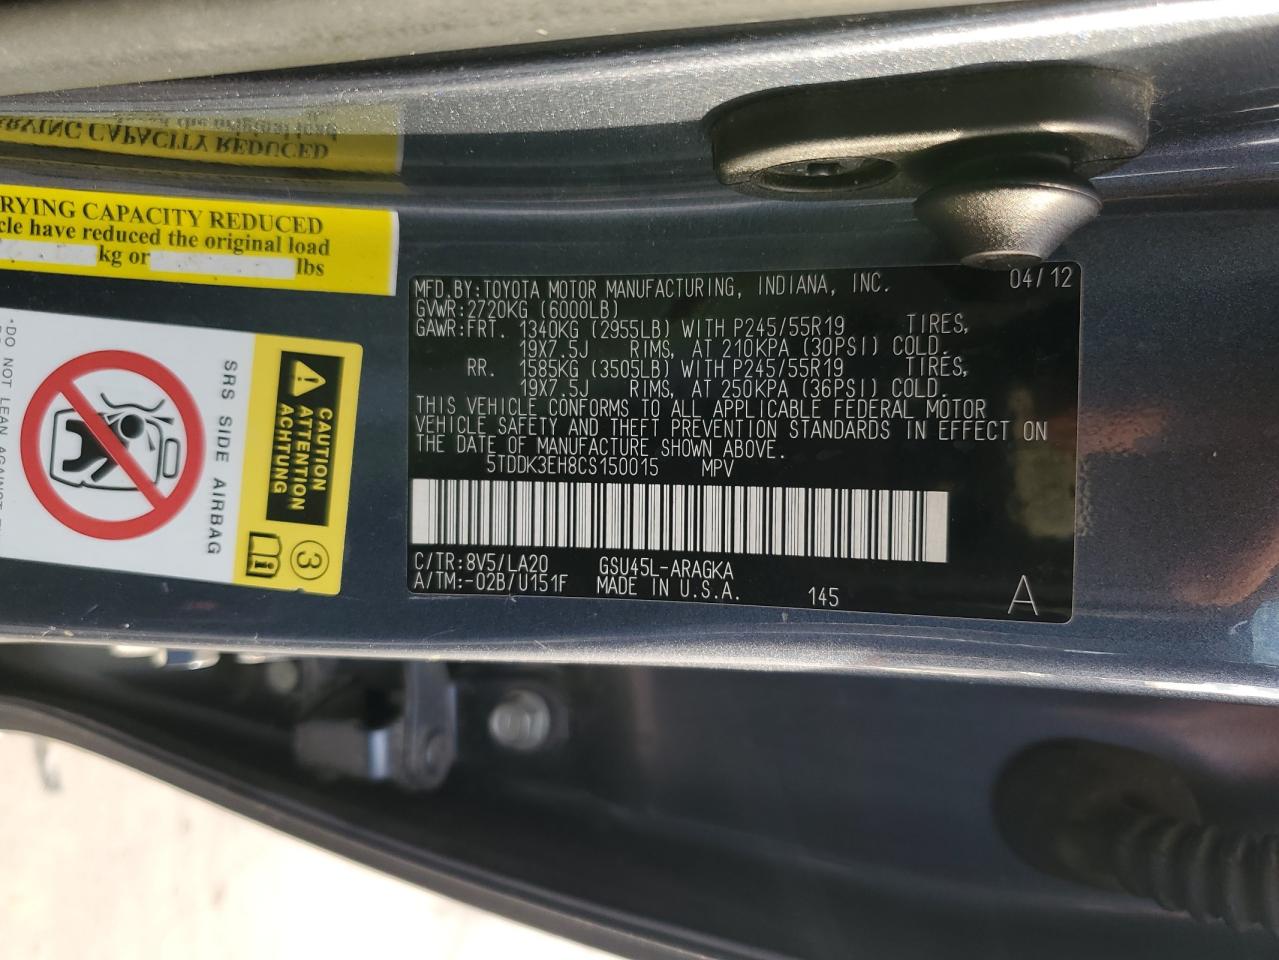 RYING CAPACITY REDUCED
cle have reduced the original load
kg or lbs
MFD.BY:TOYOTA MOTOR MANUFACTURING, INDIANA, INC. 04/12
GVWR:2720KG (6000LB)
GAWR:FRT. 1340KG (2955LB) WITH P245/55R19 TIRES,
19X7.5J RIMS, AT 210KPA (30PSI) COLD.
RR. 1585KG (3505LB) WITH P245/55R19 TIRES,
19X7.5J RIMS, AT 250KPA (36PSI) COLD.
THIS VEHICLE CONFORMS TO ALL APPLICABLE FEDERAL MOTOR
VEHICLE SAFETY AND THEFT PREVENTION STANDARDS IN EFFECT ON
THE DATE OF MANUFACTURE SHOWN ABOVE.
5TDDK3EH8CS150015 MPV
C/TR:8V5/LA20 GSU45L-ARAGKA
A/TM:-02B/U151F MADE IN U.S.A. 145 A
CAUTION
ATTENTION
ACHTUNG
3
SRS SIDE AIRBAG
·DO NOT LEAN AGAINST